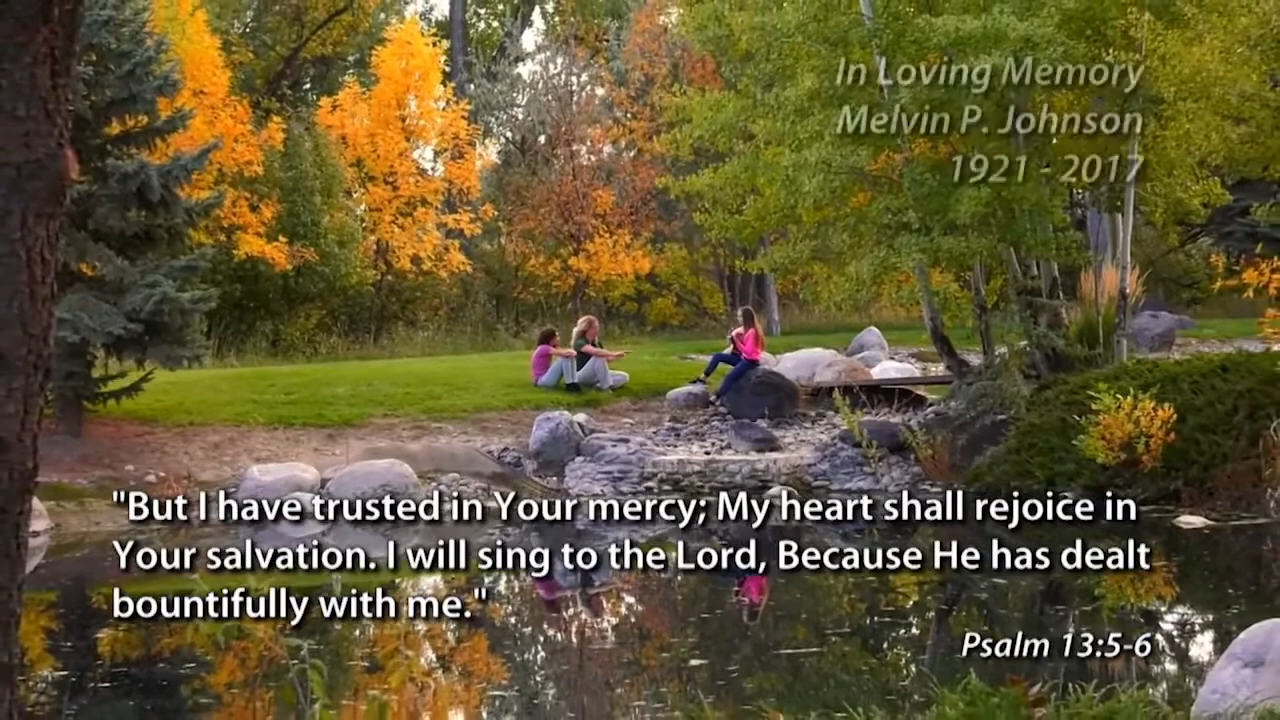 In Loving Memory
Melvin P. Johnson
1921 - 2017
"But I have trusted in Your mercy; My heart shall rejoice in
Your salvation. I will sing to the Lord, Because He has dealt
bountifully with me."
Psalm 13:5-6